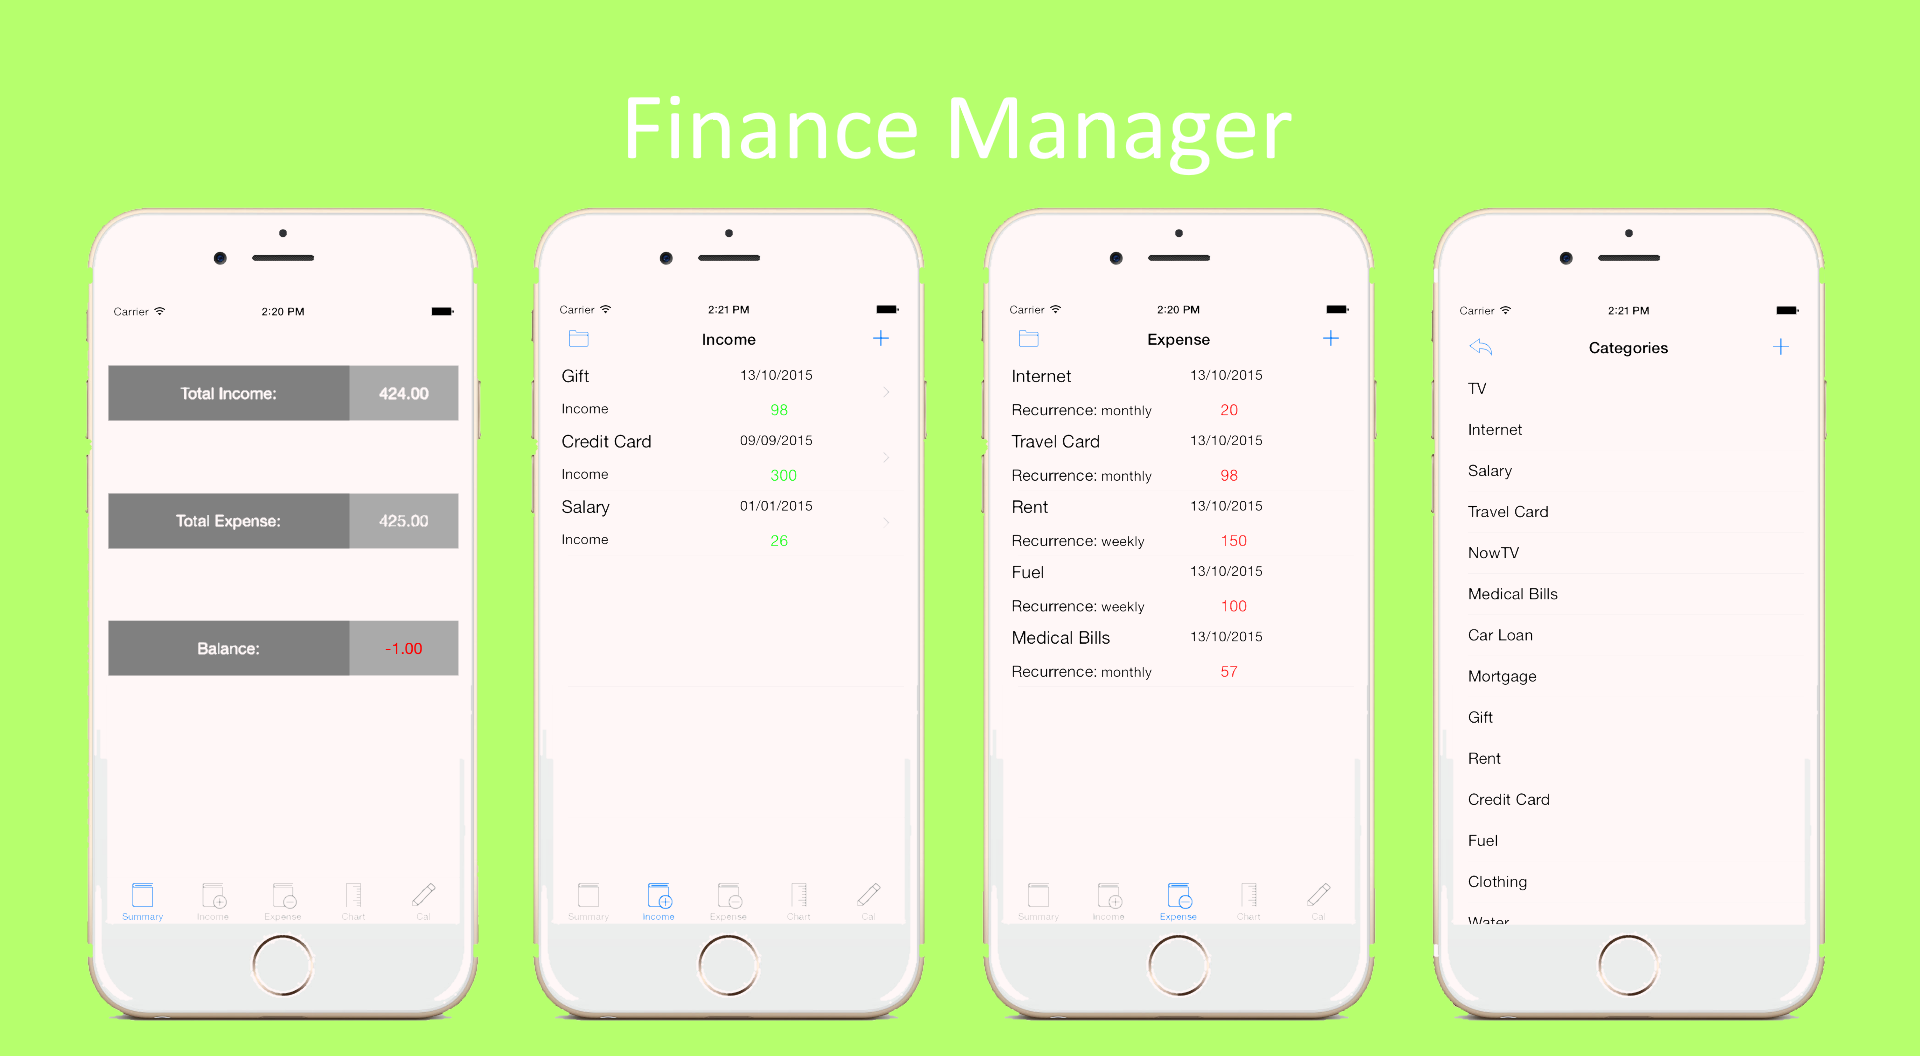 Finance Manager
Carrier 2:20 PM
Total Income: 424.00
Total Expense: 425.00
Balance: -1.00
Summary Income Expense Chart Cal
Carrier 2:21 PM
Income
Gift 13/10/2015
Income 98
Credit Card 09/09/2015
Income 300
Salary 01/01/2015
Income 26
Summary Income Expense Chart Cal
Carrier 2:20 PM
Expense
Internet 13/10/2015
Recurrence: monthly 20
Travel Card 13/10/2015
Recurrence: monthly 98
Rent 13/10/2015
Recurrence: weekly 150
Fuel 13/10/2015
Recurrence: weekly 100
Medical Bills 13/10/2015
Recurrence: monthly 57
Summary Income Expense Chart Cal
Carrier 2:21 PM
Categories
TV
Internet
Salary
Travel Card
NowTV
Medical Bills
Car Loan
Mortgage
Gift
Rent
Credit Card
Fuel
Clothing
Water